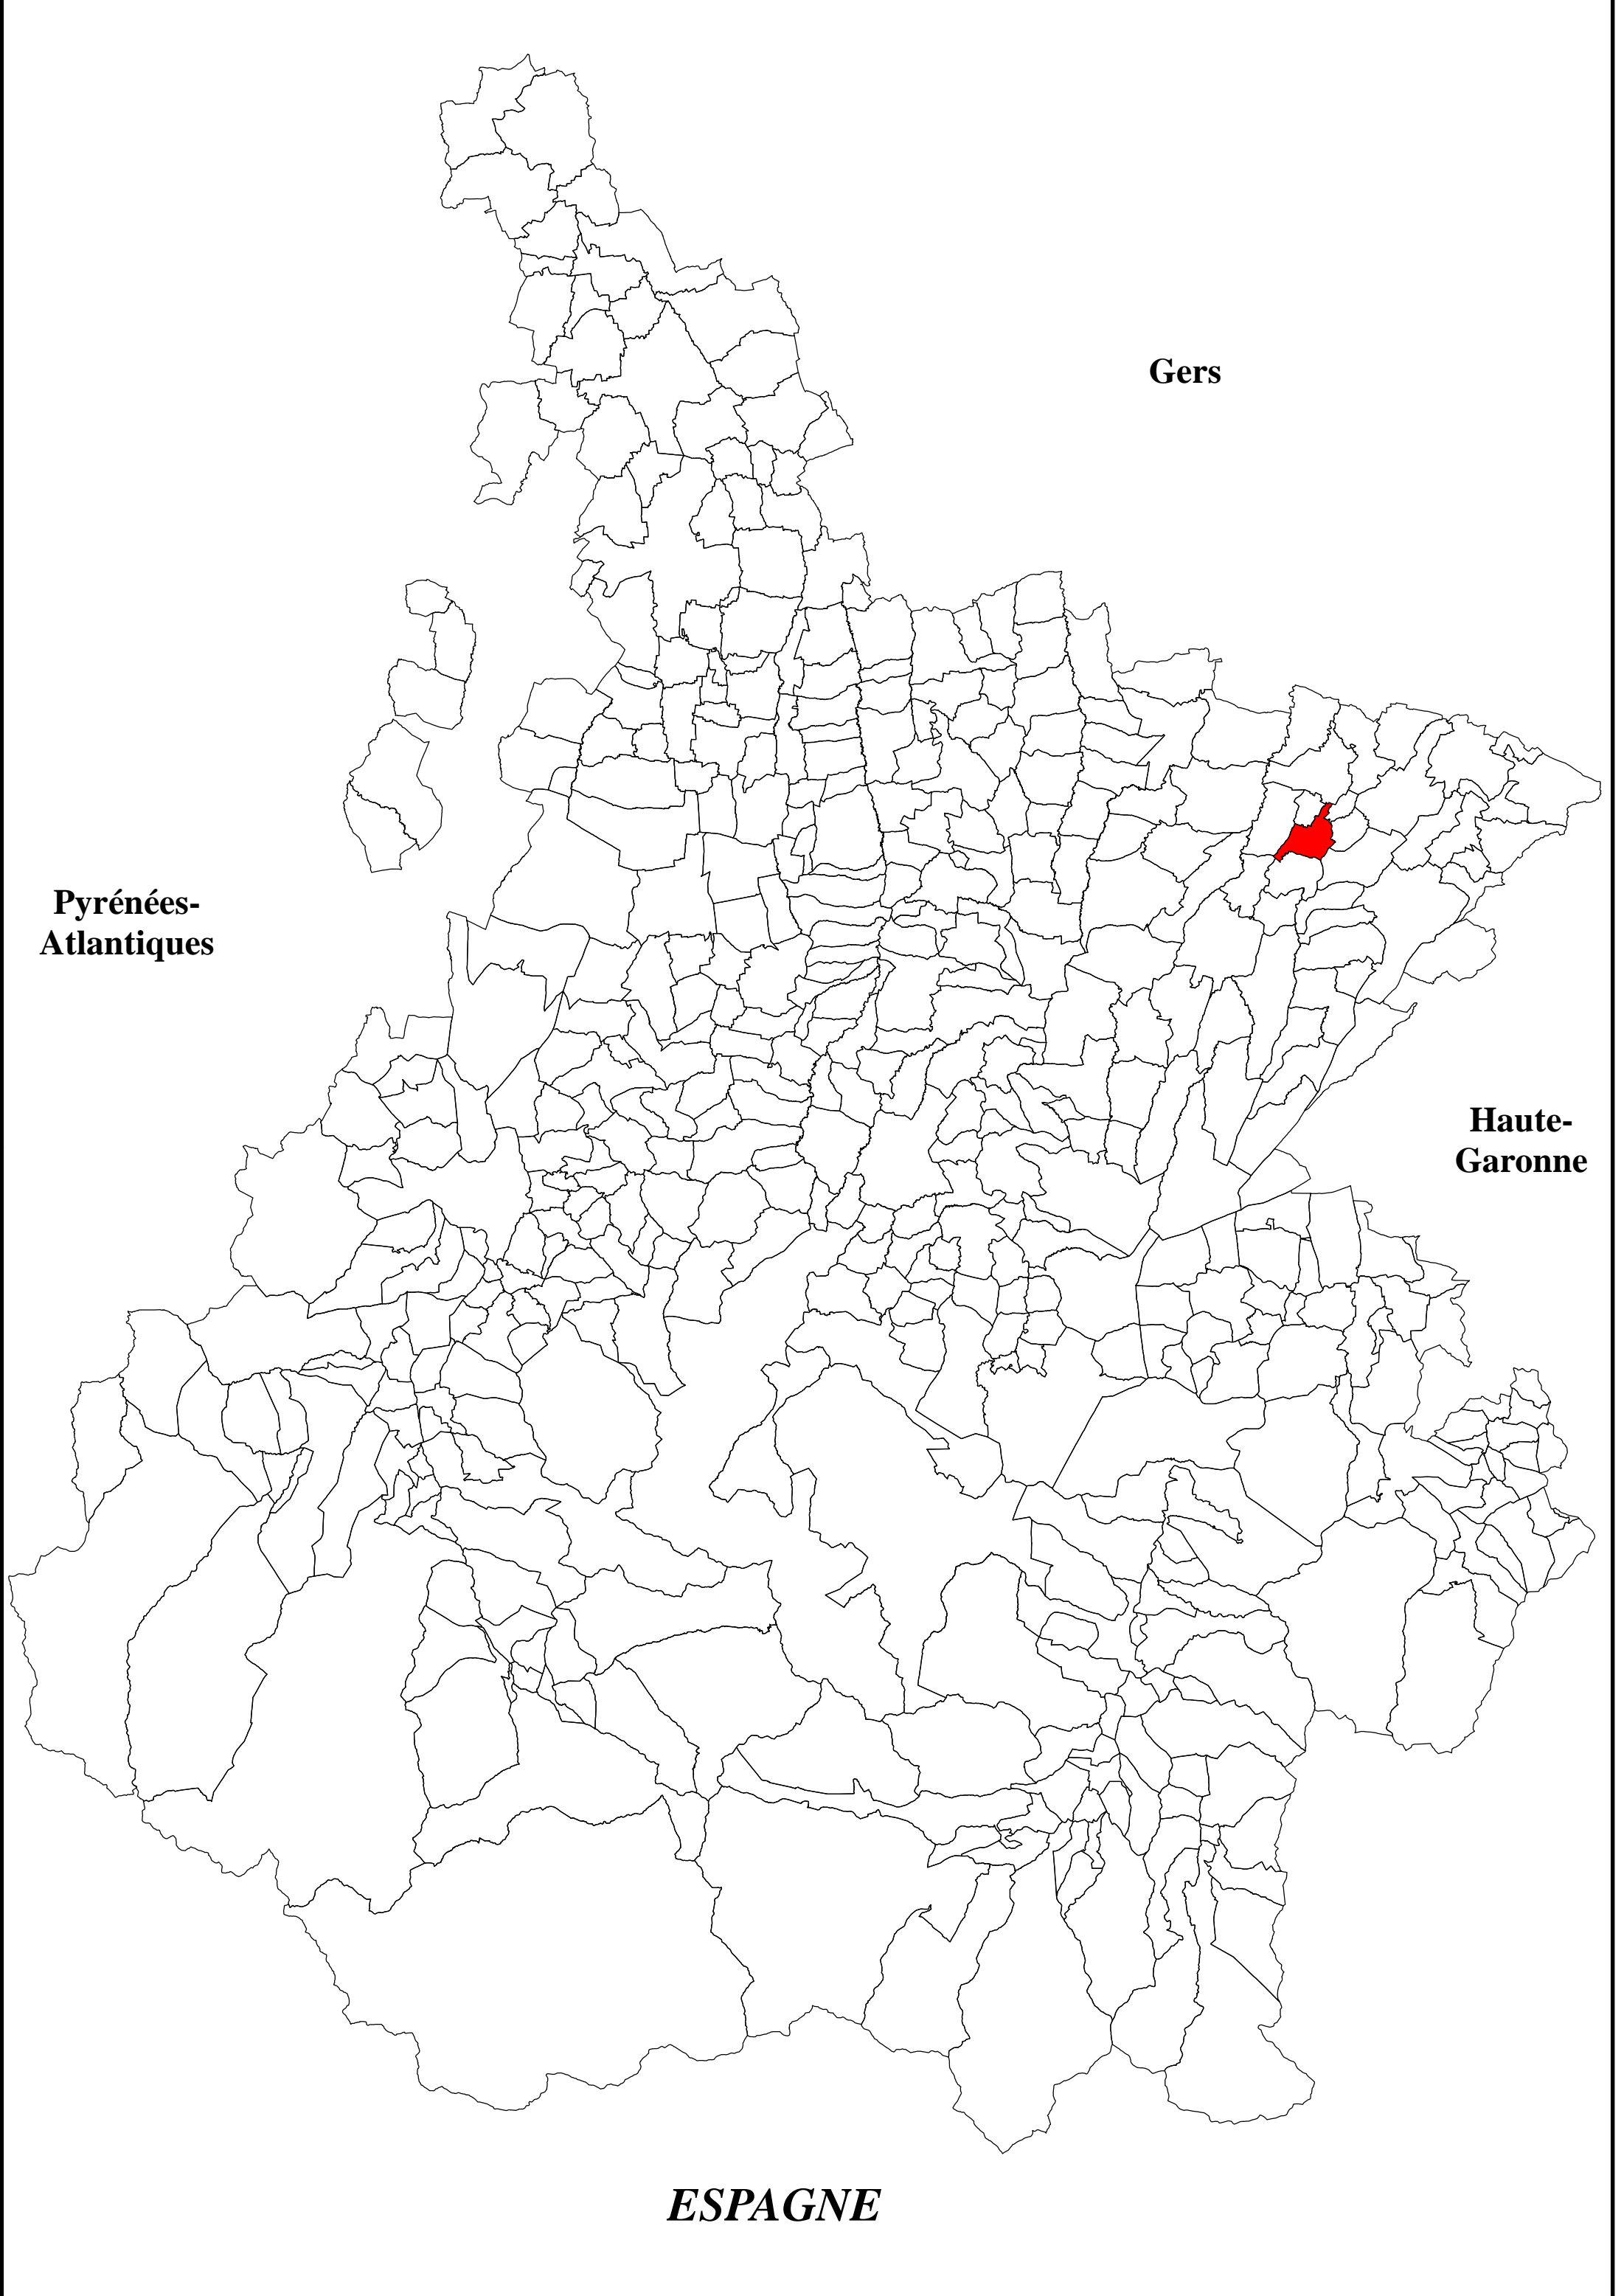 Gers
Pyrénées-
Atlantiques
Haute-
Garonne
ESPAGNE